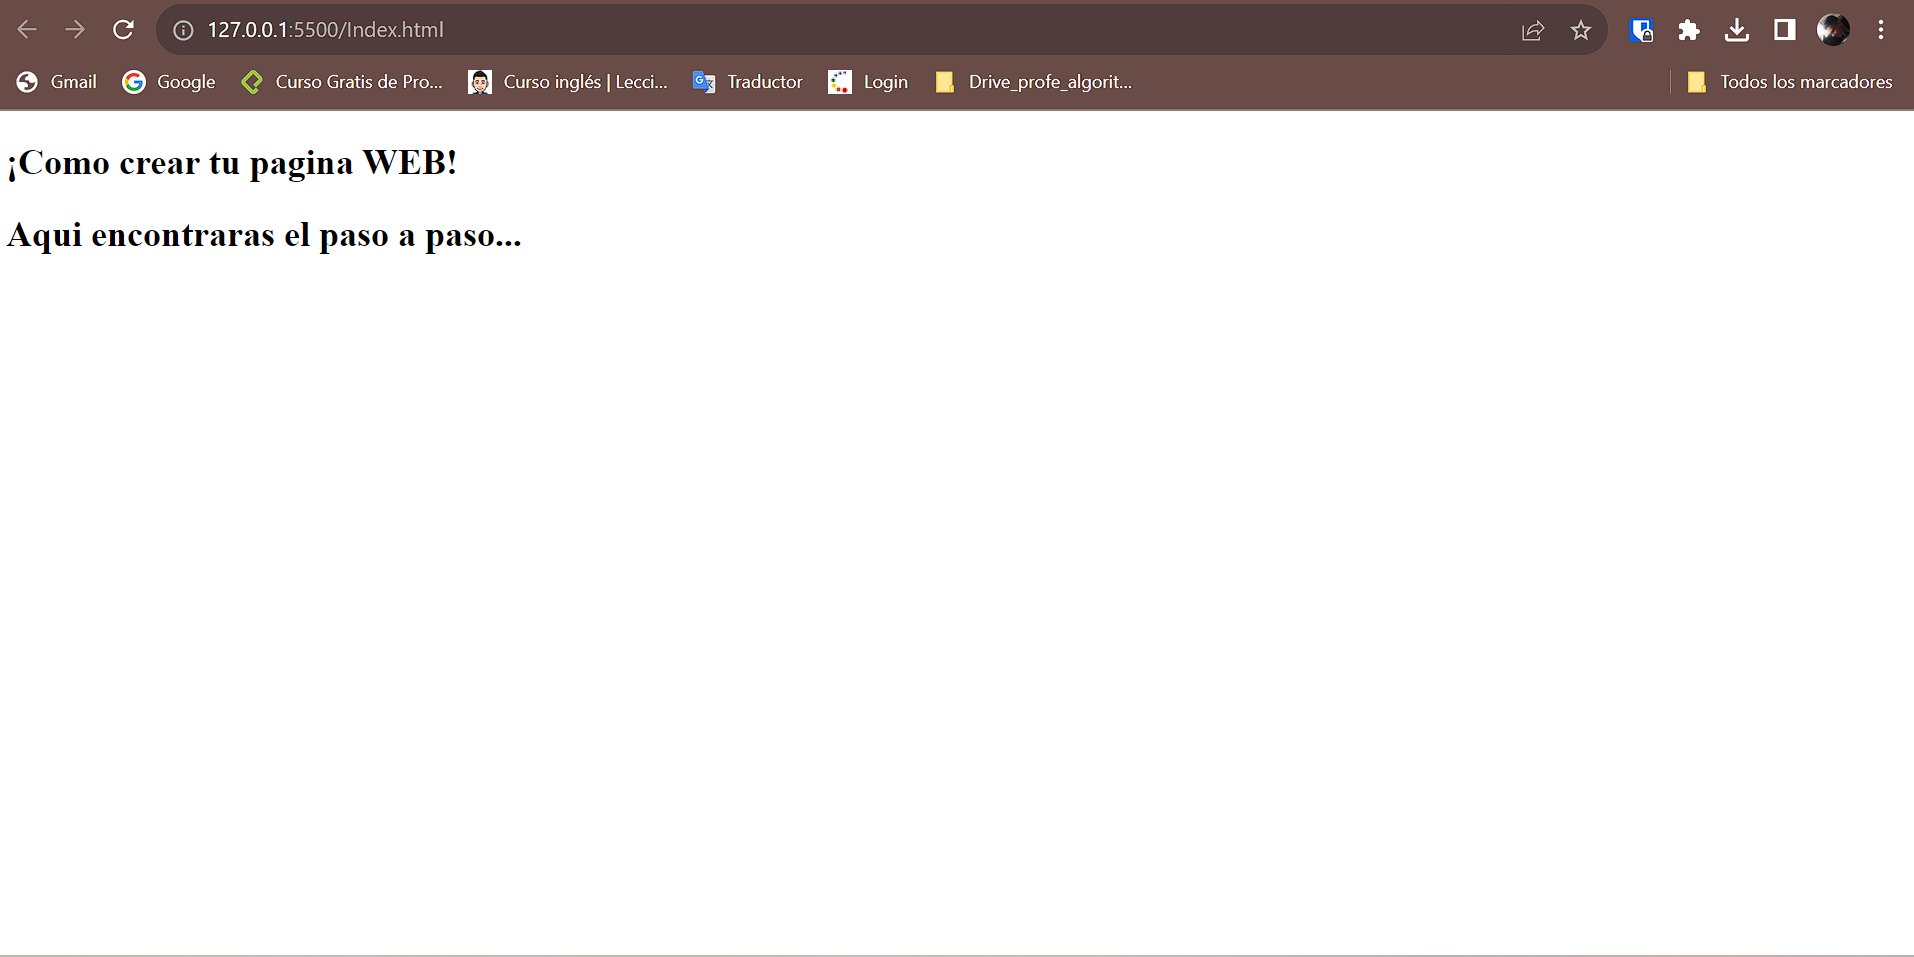 127.0.0.1:5500/Index.html
Gmail Google Curso Gratis de Pro... Curso inglés | Lecci... Traductor Login Drive_profe_algorit... Todos los marcadores
¡Como crear tu pagina WEB!
Aqui encontraras el paso a paso...